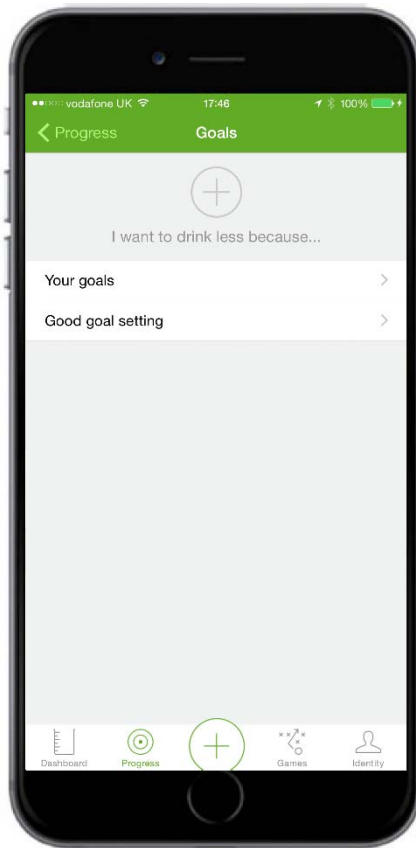 vodafone UK 17:46 100%
Progress Goals
I want to drink less because...
Your goals
Good goal setting
Dashboard Progress Games Identity